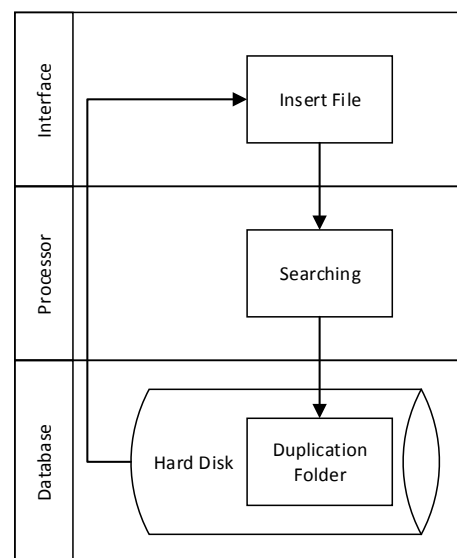 Interface
Insert File
Processor
Searching
Database
Hard Disk
Duplication
Folder